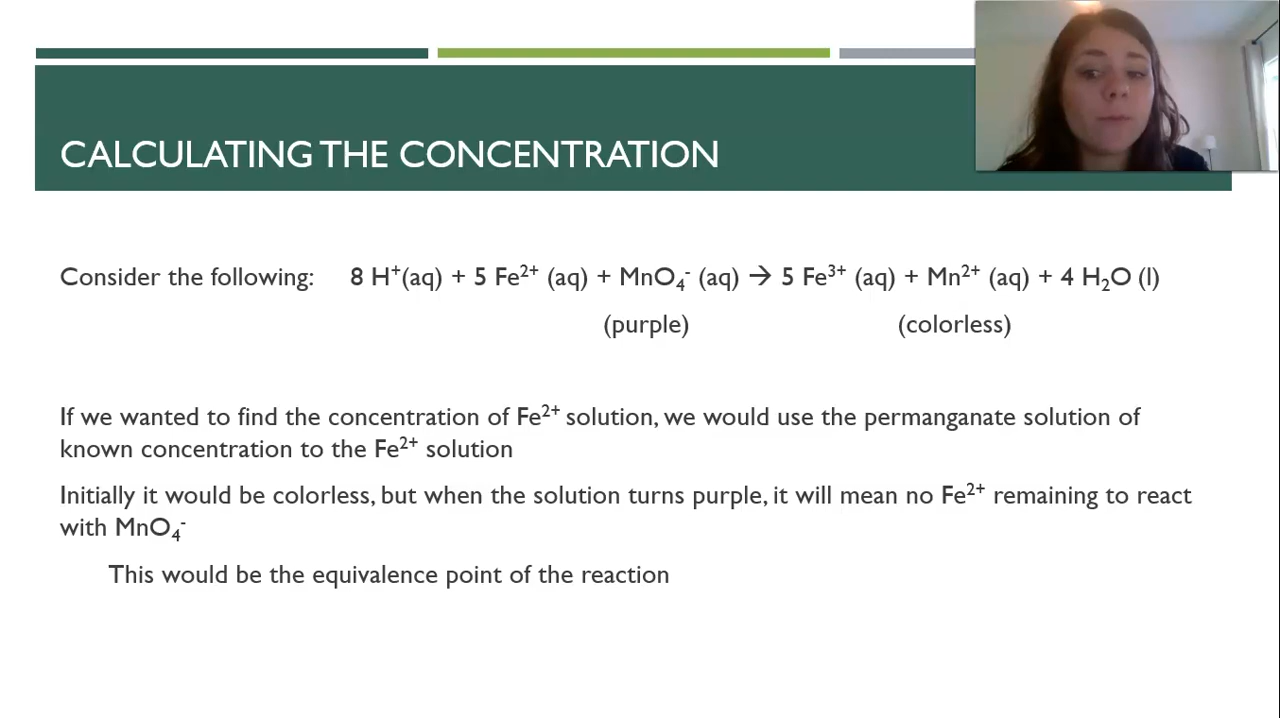 CALCULATING THE CONCENTRATION
Consider the following: 8 H⁺(aq) + 5 Fe²⁺ (aq) + MnO₄⁻ (aq) → 5 Fe³⁺ (aq) + Mn²⁺ (aq) + 4 H₂O (l)
(purple) (colorless)
If we wanted to find the concentration of Fe²⁺ solution, we would use the permanganate solution of
known concentration to the Fe²⁺ solution
Initially it would be colorless, but when the solution turns purple, it will mean no Fe²⁺ remaining to react
with MnO₄⁻
This would be the equivalence point of the reaction